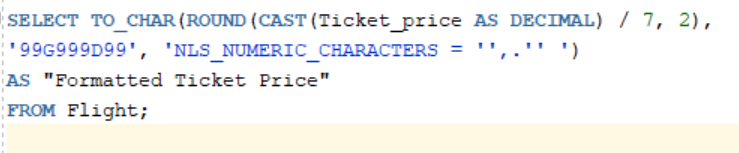 SELECT TO_CHAR(ROUND(CAST(Ticket_price AS DECIMAL) / 7, 2),
'99G999D99', 'NLS_NUMERIC_CHARACTERS = '',.'' ')
AS "Formatted Ticket Price"
FROM Flight;